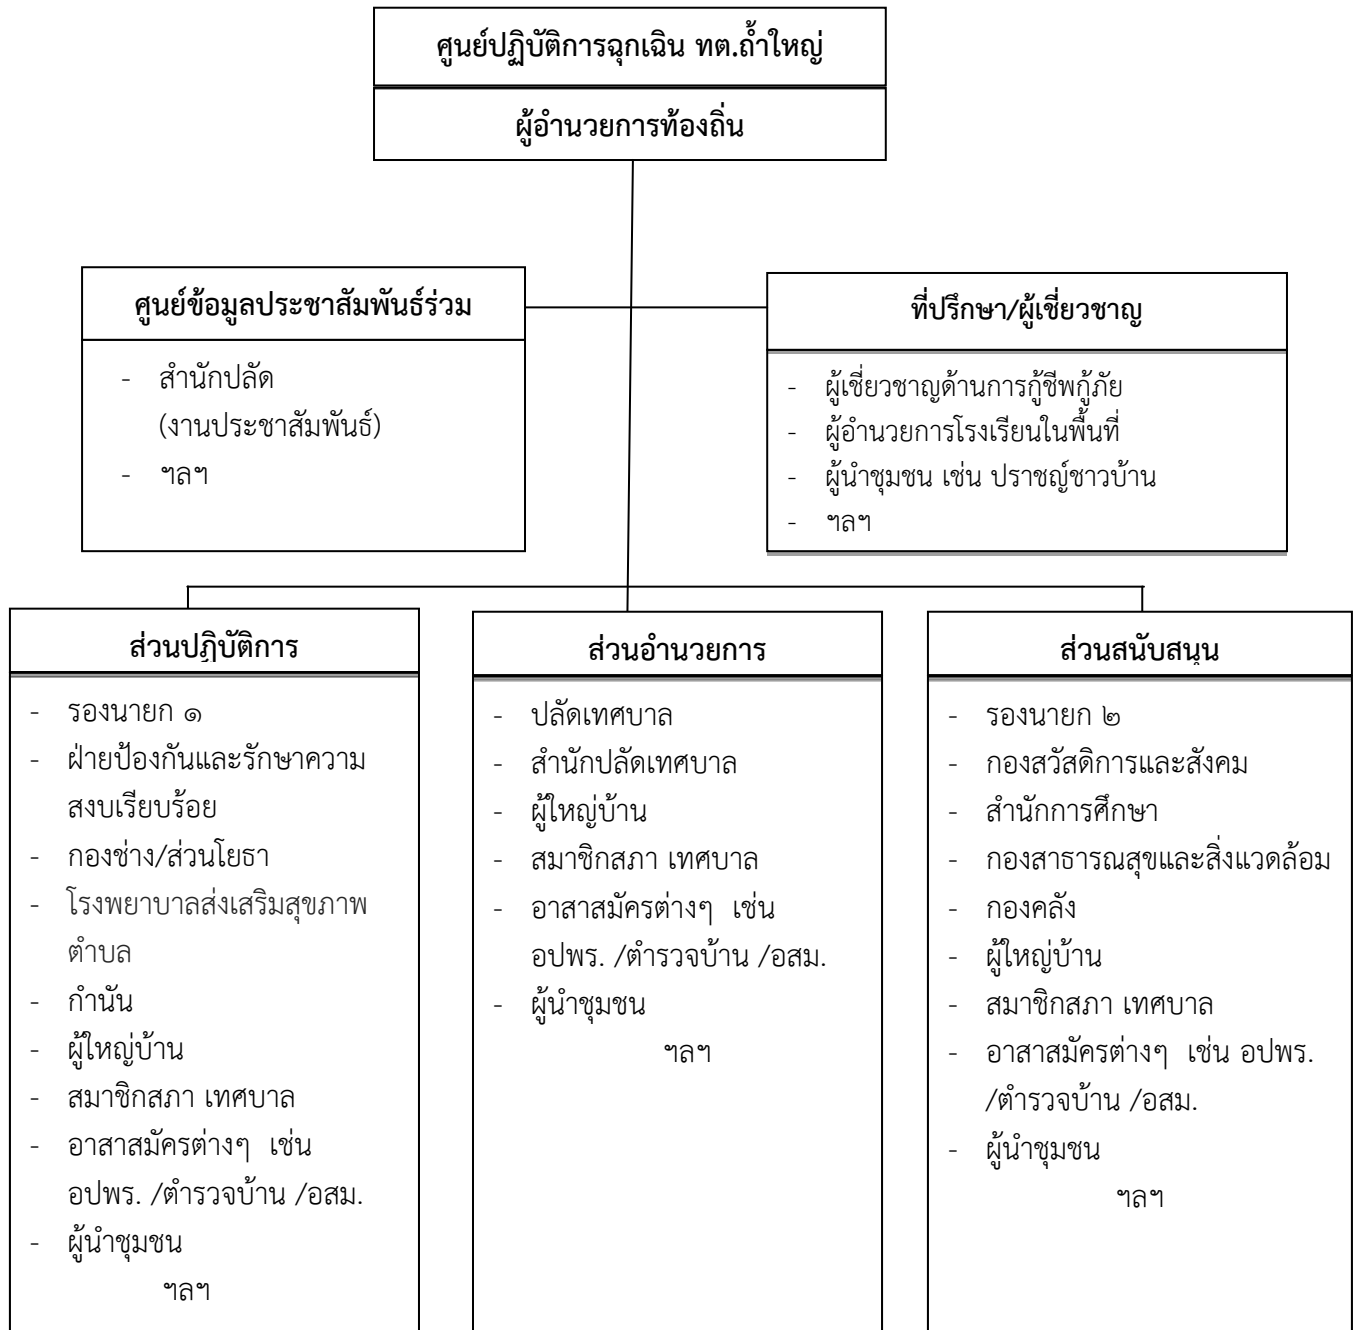 ศูนย์ปฏิบัติการฉุกเฉิน ทต.ถ้ำใหญ่
ผู้อำนวยการท้องถิ่น
ศูนย์ข้อมูลประชาสัมพันธ์ร่วม
- สำนักปลัด
(งานประชาสัมพันธ์)
- ฯลฯ
ที่ปรึกษา/ผู้เชี่ยวชาญ
- ผู้เชี่ยวชาญด้านการกู้ชีพกู้ภัย
- ผู้อำนวยการโรงเรียนในพื้นที่
- ผู้นำชุมชน เช่น ปราชญ์ชาวบ้าน
- ฯลฯ
ส่วนปฏิบัติการ
- รองนายก ๑
- ฝ่ายป้องกันและรักษาความ
สงบเรียบร้อย
- กองช่าง/ส่วนโยธา
- โรงพยาบาลส่งเสริมสุขภาพ
ตำบล
- กำนัน
- ผู้ใหญ่บ้าน
- สมาชิกสภา เทศบาล
- อาสาสมัครต่างๆ เช่น
อปพร. /ตำรวจบ้าน /อสม.
- ผู้นำชุมชน
ฯลฯ
ส่วนอำนวยการ
- ปลัดเทศบาล
- สำนักปลัดเทศบาล
- ผู้ใหญ่บ้าน
- สมาชิกสภา เทศบาล
- อาสาสมัครต่างๆ เช่น
อปพร. /ตำรวจบ้าน /อสม.
- ผู้นำชุมชน
ฯลฯ
ส่วนสนับสนุน
- รองนายก ๒
- กองสวัสดิการและสังคม
- สำนักการศึกษา
- กองสาธารณสุขและสิ่งแวดล้อม
- กองคลัง
- ผู้ใหญ่บ้าน
- สมาชิกสภา เทศบาล
- อาสาสมัครต่างๆ เช่น อปพร.
/ตำรวจบ้าน /อสม.
- ผู้นำชุมชน
ฯลฯ